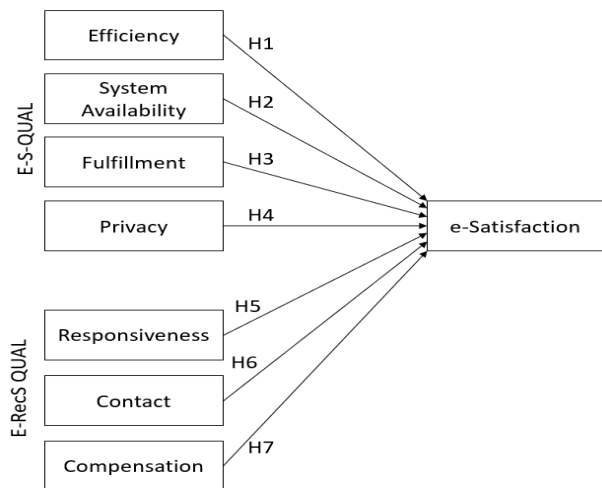 E-S-QUAL
Efficiency
H1
System
Availability
H2
Fulfillment
H3
Privacy
H4
e-Satisfaction
E-RecS QUAL
Responsiveness
H5
Contact
H6
Compensation
H7